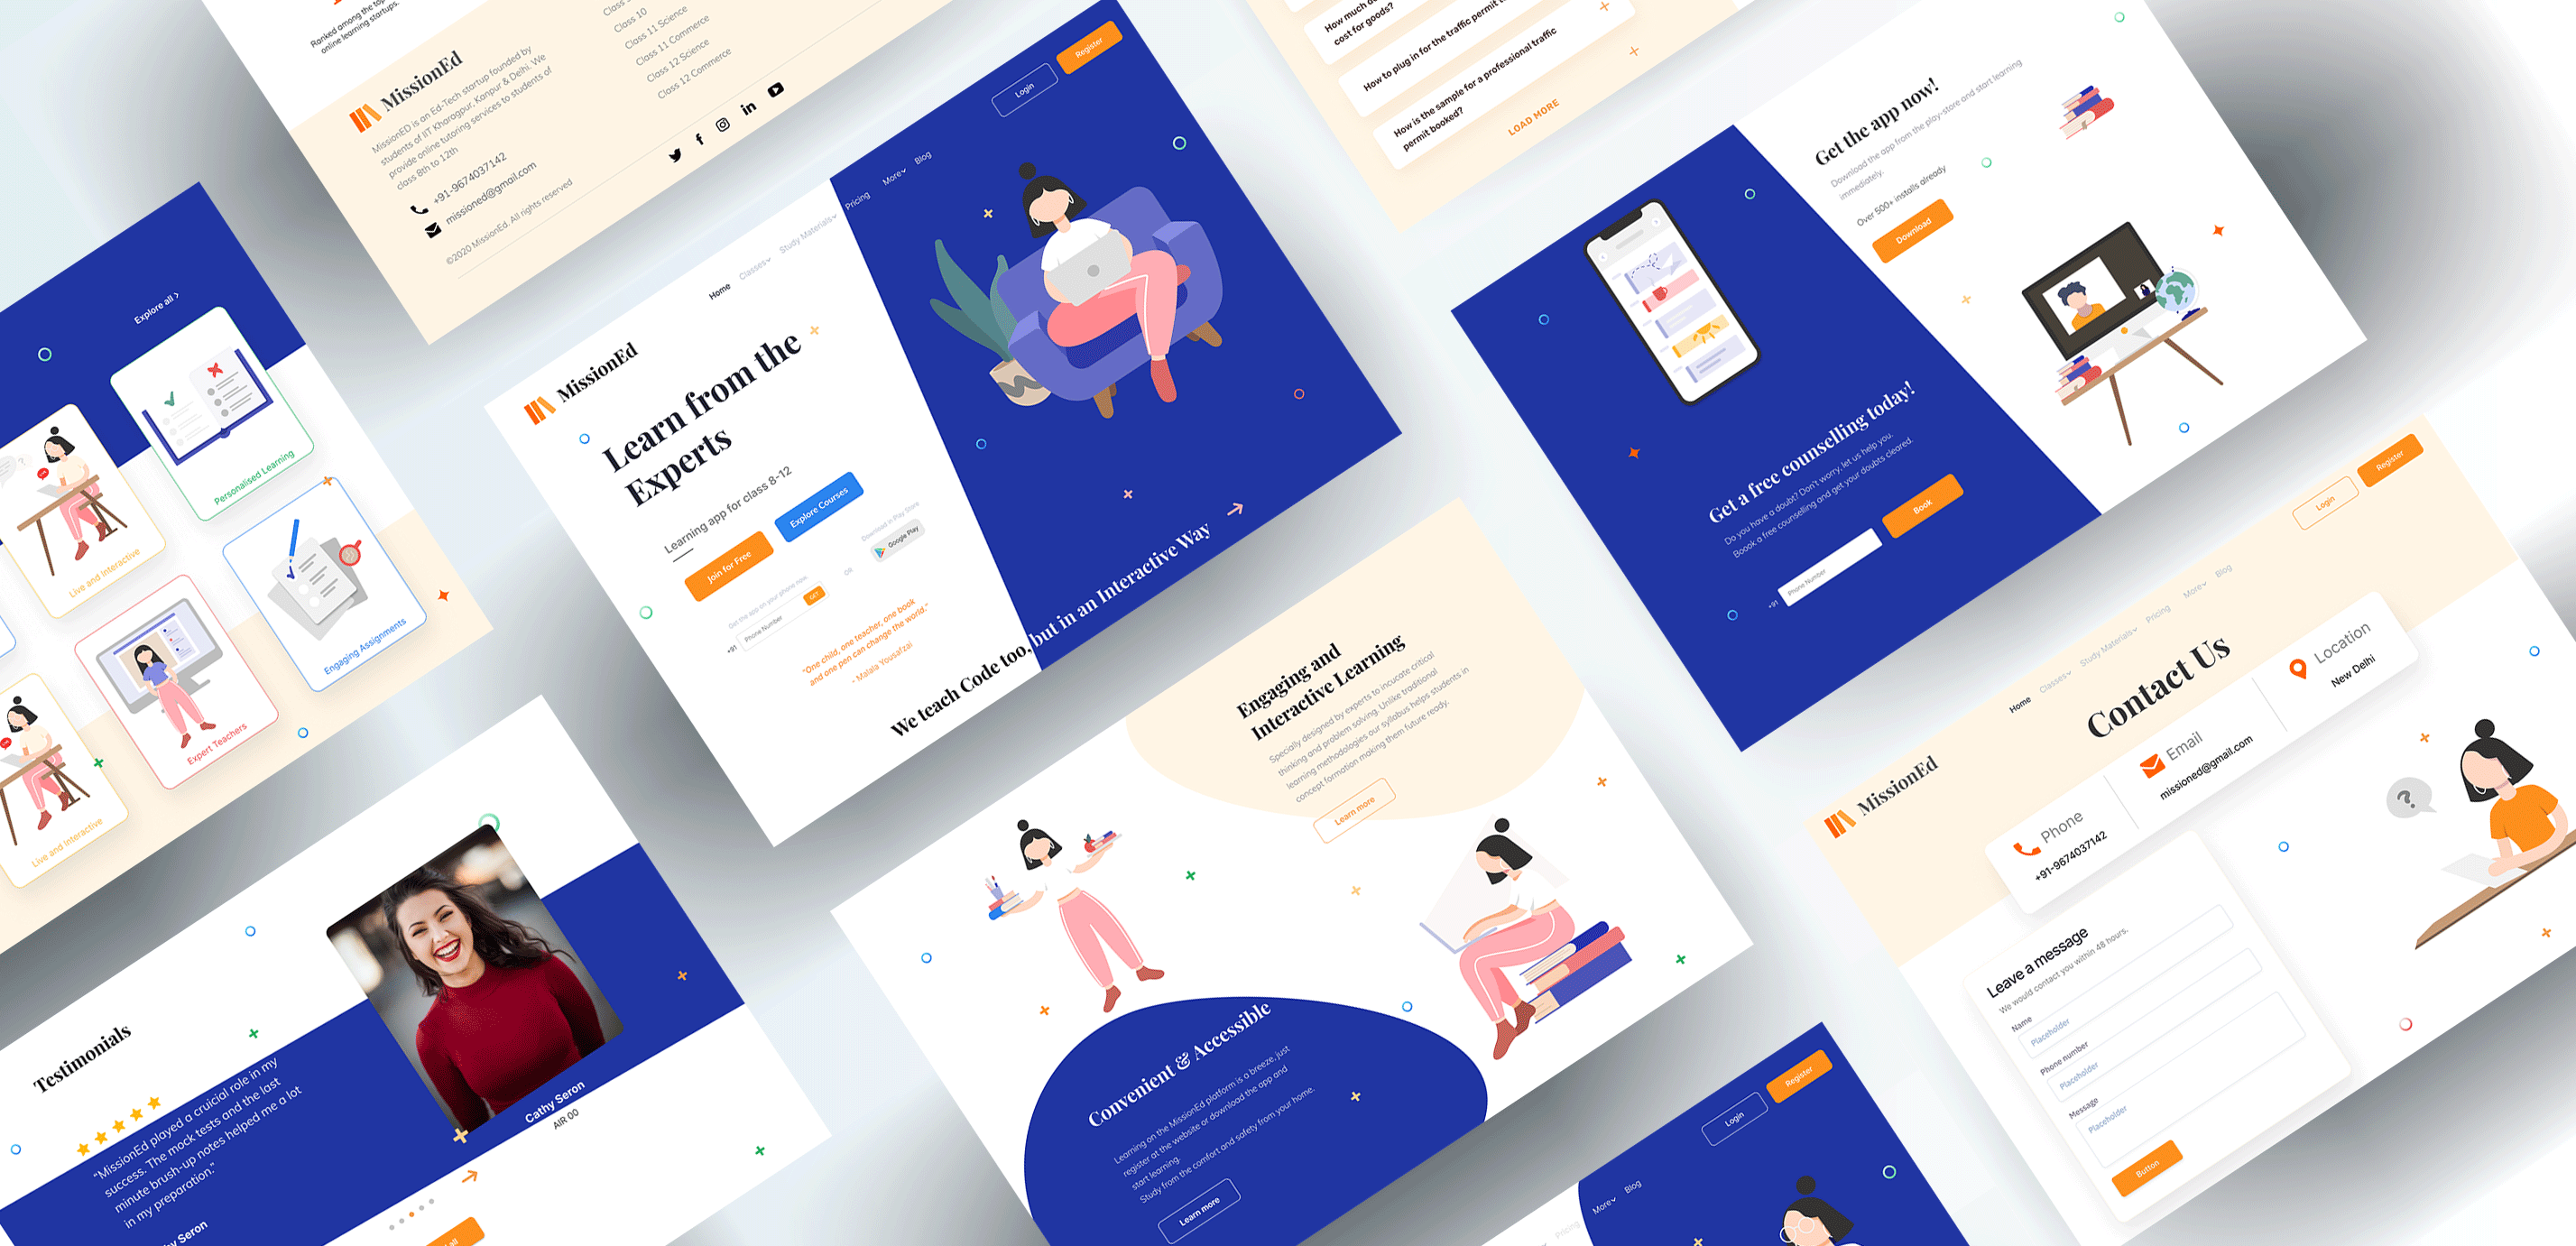 Ranked among the top
online learning startups.
MissionEd
MissionED is an Ed-Tech startup founded by
students of IIT Kharagpur, Kanpur & Delhi. We
provide online tutoring services to students of
class 8th to 12th
+91-9674037142
missioned@gmail.com
©2020 MissionEd. All rights reserved
Class 10
Class 11 Science
Class 11 Commerce
Class 12 Science
Class 12 Commerce
Explore all
Personalised Learning
Live and Interactive
Engaging Assignments
Expert Teachers
Live and Interactive
MissionEd
Home
Classes
Study Materials
Pricing
More
Blog
Login
Register
Learn from the
Experts
Learning app for class 8-12
Join for Free
Explore Courses
Get the app on your phone now.
+91
Phone Number
GET
OR
Download in Play Store
Google Play
"One child, one teacher, one book
and one pen can change the world."
- Malala Yousafzai
We teach Code too, but in an Interactive Way
How much
cost for goods?
How to plug in for the traffic permit
How is the sample for a professional traffic
permit booked?
LOAD MORE
Get the app now!
Download the app from the play-store and start learning
immediately.
Over 500+ installs already
Download
Get a free counselling today!
Do you have a doubt? Don't worry, let us help you.
Boook a free counselling and get your doubts cleared.
+91
Phone Number
Book
Testimonials
"MissionEd played a cruicial role in my
success. The mock tests and the last
minute brush-up notes helped me a lot
in my preparation."
Cathy Seron
AIR 00
Seron
Engaging and
Interactive Learning
Specially designed by experts to incucate critical
thinking and problem solving. Unlike traditional
learning methodologies our syllabus helps students in
concept formation making them future ready.
Learn more
Convenient & Accessible
Learning on the MissionEd platform is a breeze, just
register at the website or download the app and
start learning.
Study from the comfort and safety from your home.
Learn more
MissionEd
Home
Classes
Study Materials
Pricing
More
Blog
Login
Register
Contact Us
Phone
+91-9674037142
Email
missioned@gmail.com
Location
New Delhi
?
Leave a message
We would contact you within 48 hours.
Name
Placeholder
Phone number
Placeholder
Message
Placeholder
Button
Pricing
More
Blog
Login
Register